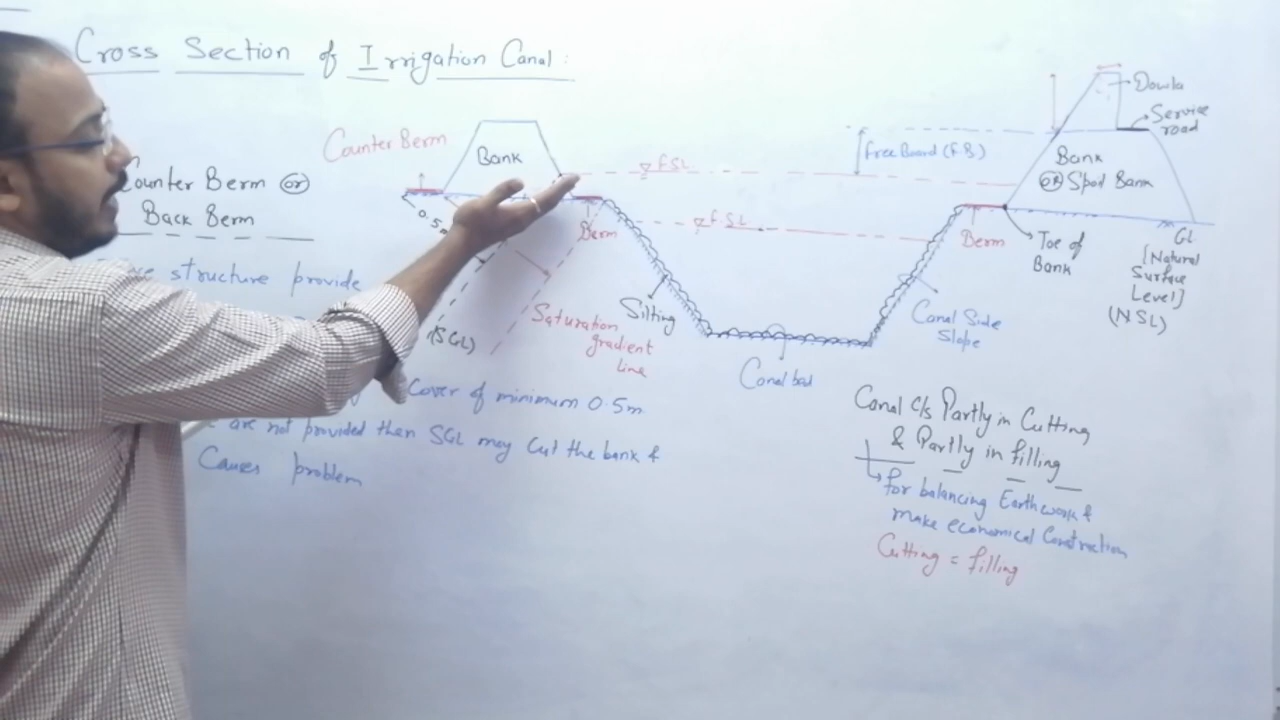 Cross Section of Irrigation Canal :
Counter Berm
Bank
Counter Berm or
Back Berm
structure provide
0.5m
(SGL)
Saturation
gradient
line
Cover of minimum 0.5m
are not provided then SGL may cut the bank &
Causes problem
Berm
Silting
FSL
FSL
Canal bed
Free Board (F.B)
Dowla
Service
road
Bank
or Spoil Bank
Berm
Toe of
Bank
GL
[Natural
Surface
Level]
(NSL)
Canal Side
Slope
Canal C/s Partly in Cutting
& Partly in filling
for balancing Earthwork &
make economical Construction
Cutting = filling